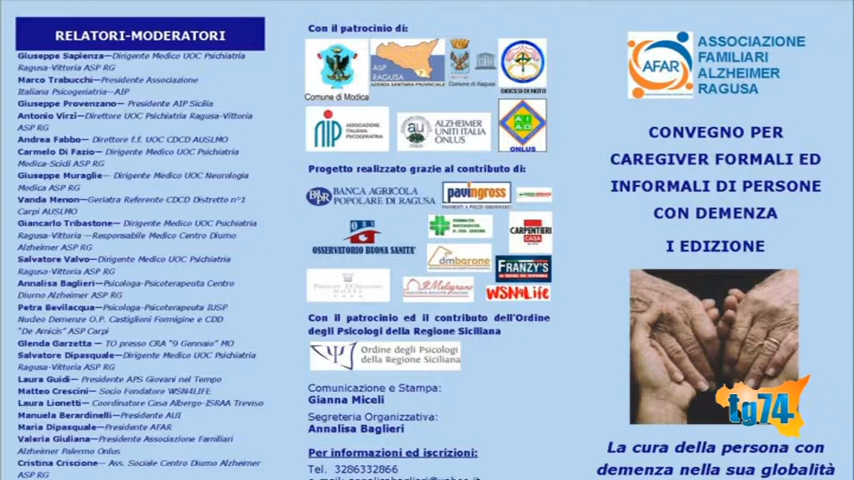 RELATORI-MODERATORI
Giuseppe Sapienza—Dirigente Medico UOC Psichiatria
Ragusa-Vittoria ASP RG
Marco Trabucchi—Presidente Associazione
Italiana Psicogeriatria—AIP
Giuseppe Provenzano— Presidente AIP Sicilia
Antonio Virzì—Direttore UOC Psichiatria Ragusa-Vittoria
ASP RG
Andrea Fabbo— Direttore f.f. UOC CDCD AUSLMO
Carmelo Di Fazio— Dirigente Medico UOC Psichiatria
Modica-Scicli ASP RG
Giuseppe Muraglie— Dirigente Medico UOC Neurologia
Modica ASP RG
Vanda Menon—Geriatra Referente CDCD Distretto n°1
Carpi AUSLMO
Giancarlo Tribastone— Dirigente Medico UOC Psichiatria
Ragusa-Vittoria —Responsabile Medico Centro Diurno
Alzheimer ASP RG
Salvatore Valvo—Dirigente Medico UOC Psichiatria
Ragusa-Vittoria ASP RG
Annalisa Baglieri—Psicologa-Psicoterapeuta Centro
Diurno Alzheimer ASP RG
Petra Bevilacqua—Psicologa-Psicoterapeuta IUSP
Nucleo Demenze O.P. Castiglioni Formigine e CDD
"De Amicis" ASP Carpi
Glenda Garzetta — TO presso CRA "9 Gennaio" MO
Salvatore Dipasquale—Dirigente Medico UOC Psichiatria
Ragusa-Vittoria ASP RG
Laura Guidi— Presidente APS Giovani nel Tempo
Matteo Crescini— Socio Fondatore WSN4LIFE
Laura Lionetti— Coordinatore Casa Albergo-ISRAA Treviso
Manuela Berardinelli—Presidente AUI
Maria Dipasquale—Presidente AFAR
Valeria Giuliana—Presidente Associazione Familiari
Alzheimer Palermo Onlus
Cristina Criscione— Ass. Sociale Centro Diurno Alzheimer
ASP RG
Con il patrocinio di:
Comune di Modica
ASP
RAGUSA
AZIENDA SANITARIA PROVINCIALE
Comune di Ragusa
DIOCESI DI NOTO
AIP
ASSOCIAZIONE
ITALIANA
PSICOGERIATRIA
au
ALZHEIMER
UNITI ITALIA
ONLUS
AIAD
ONLUS
Progetto realizzato grazie al contributo di:
BAPR
BANCA AGRICOLA
POPOLARE DI RAGUSA
pavingross
OBS
OSSERVATORIO BUONA SANITA'
CARPENTIERI
CASA
dmbarone
FRANZY'S
Il Melograno
WSN4Life
Con il patrocinio ed il contributo dell'Ordine
degli Psicologi della Regione Siciliana
Ordine degli Psicologi
della Regione Siciliana
Comunicazione e Stampa:
Gianna Miceli
Segreteria Organizzativa:
Annalisa Baglieri
Per informazioni ed iscrizioni:
Tel. 3286332866
AFAR
ASSOCIAZIONE
FAMILIARI
ALZHEIMER
RAGUSA
CONVEGNO PER
CAREGIVER FORMALI ED
INFORMALI DI PERSONE
CON DEMENZA
I EDIZIONE
tg74
La cura della persona con
demenza nella sua globalità